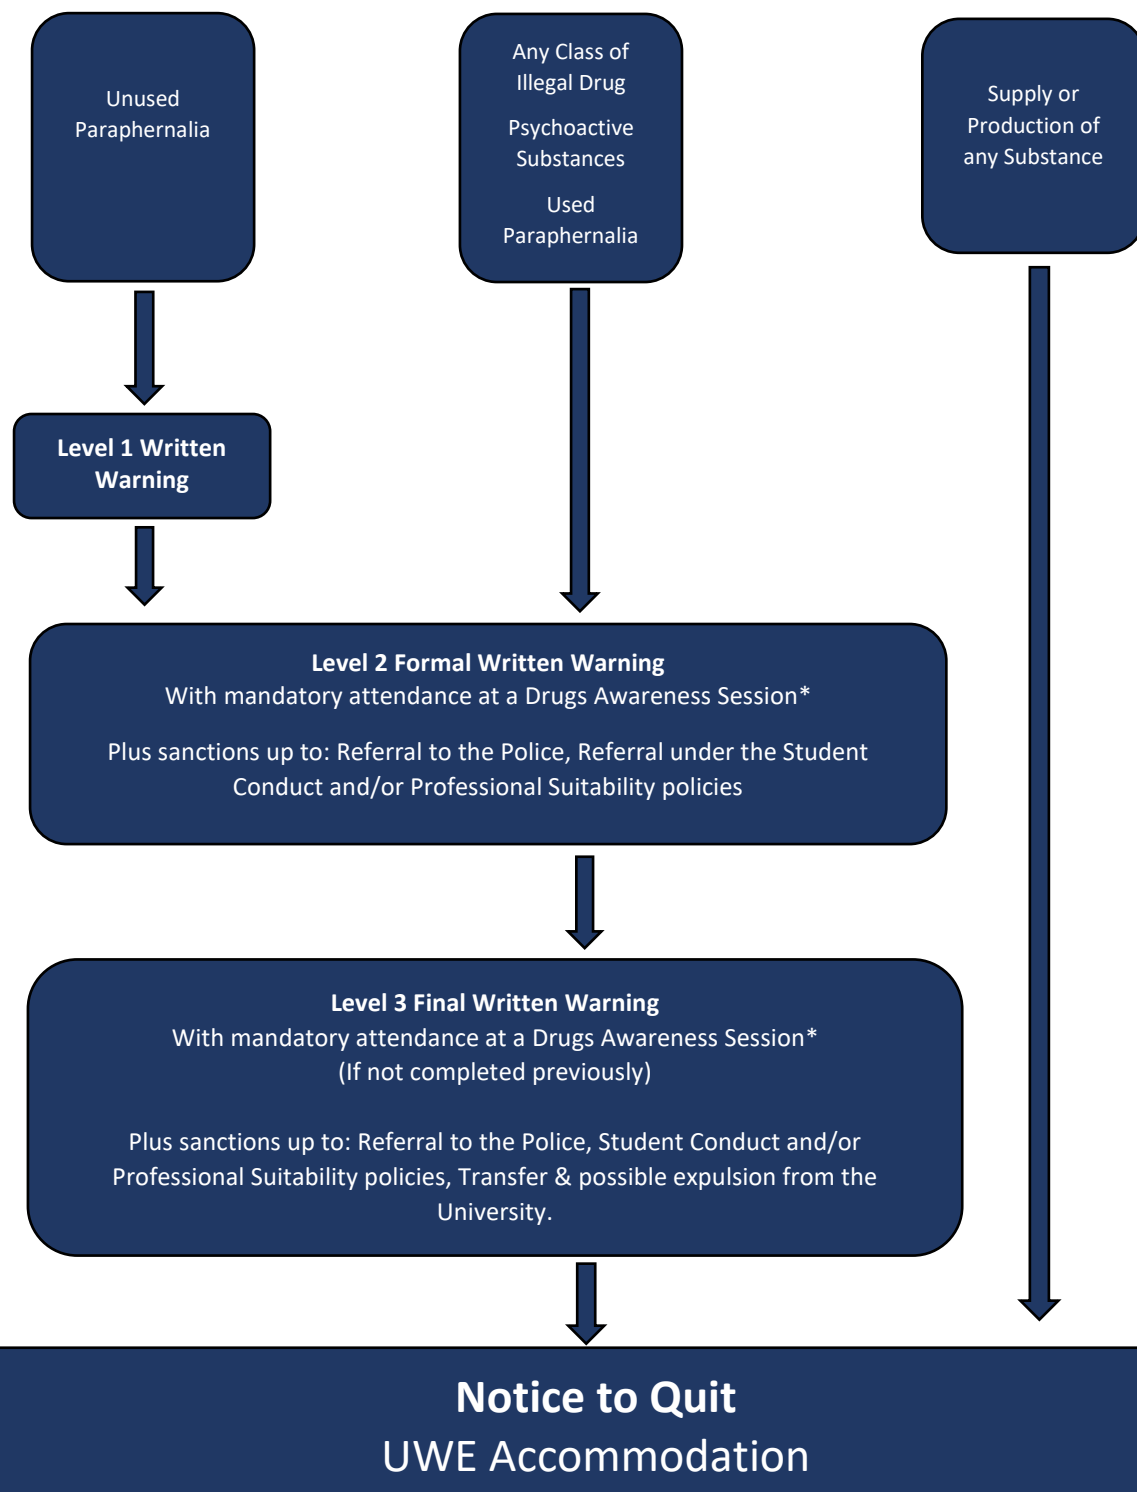 Unused
Paraphernalia
Any Class of
Illegal Drug
Psychoactive
Substances
Used
Paraphernalia
Supply or
Production of
any Substance
Level 1 Written
Warning
Level 2 Formal Written Warning
With mandatory attendance at a Drugs Awareness Session*
Plus sanctions up to: Referral to the Police, Referral under the Student
Conduct and/or Professional Suitability policies
Level 3 Final Written Warning
With mandatory attendance at a Drugs Awareness Session*
(If not completed previously)
Plus sanctions up to: Referral to the Police, Student Conduct and/or
Professional Suitability policies, Transfer & possible expulsion from the
University.
Notice to Quit
UWE Accommodation